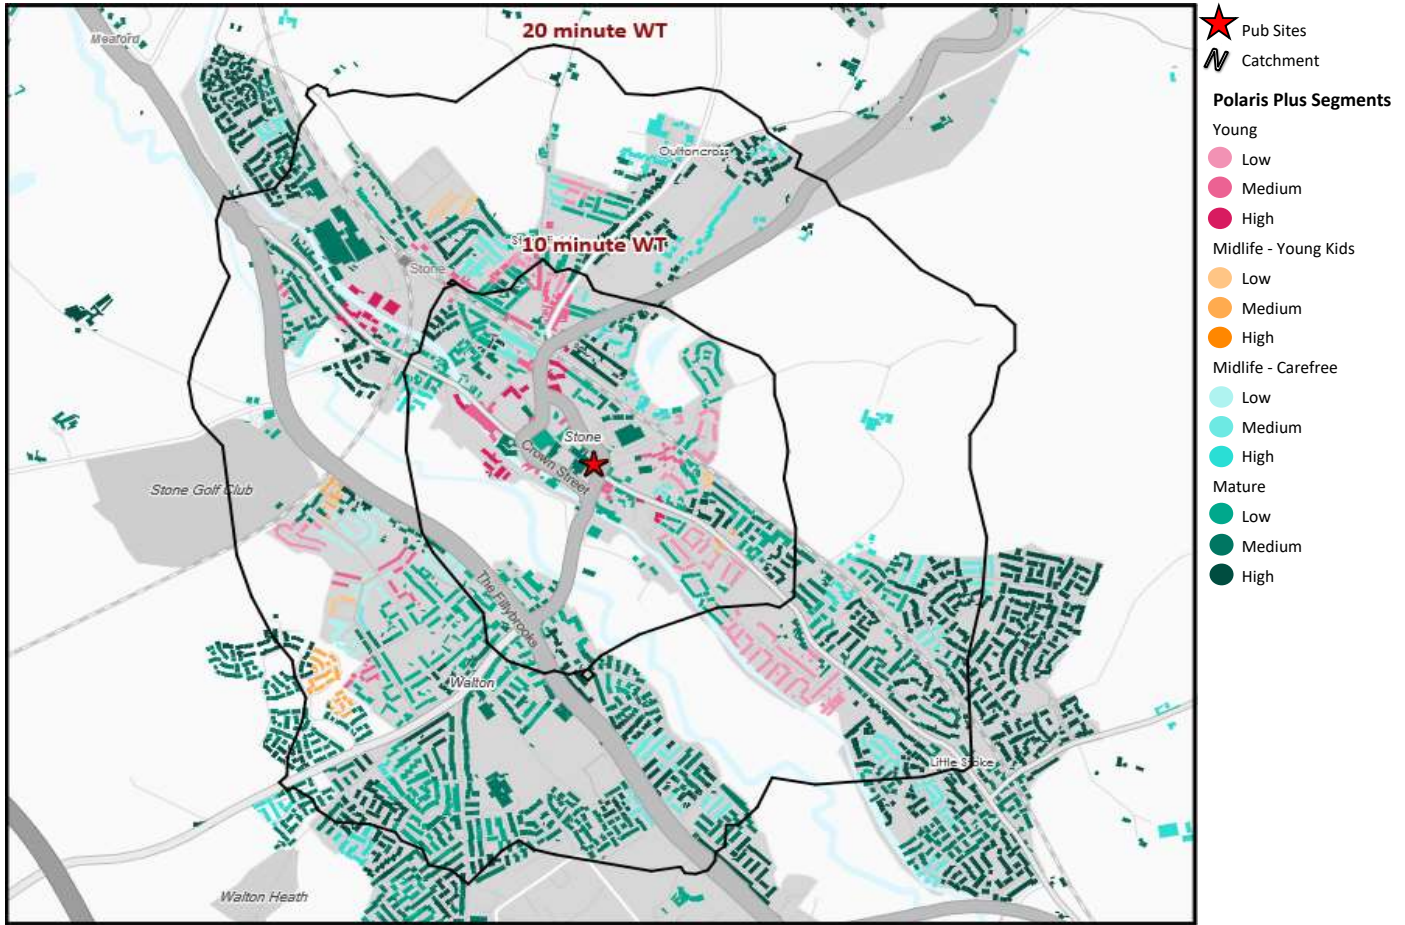 20 minute WT
Meaford
Oultoncross
10 minute WT
Stone
Stone
Crown Street
Stone Golf Club
The Fillybrooks
Walton
Little Stoke
Walton Heath
Pub Sites
Catchment
Polaris Plus Segments
Young
Low
Medium
High
Midlife - Young Kids
Low
Medium
High
Midlife - Carefree
Low
Medium
High
Mature
Low
Medium
High